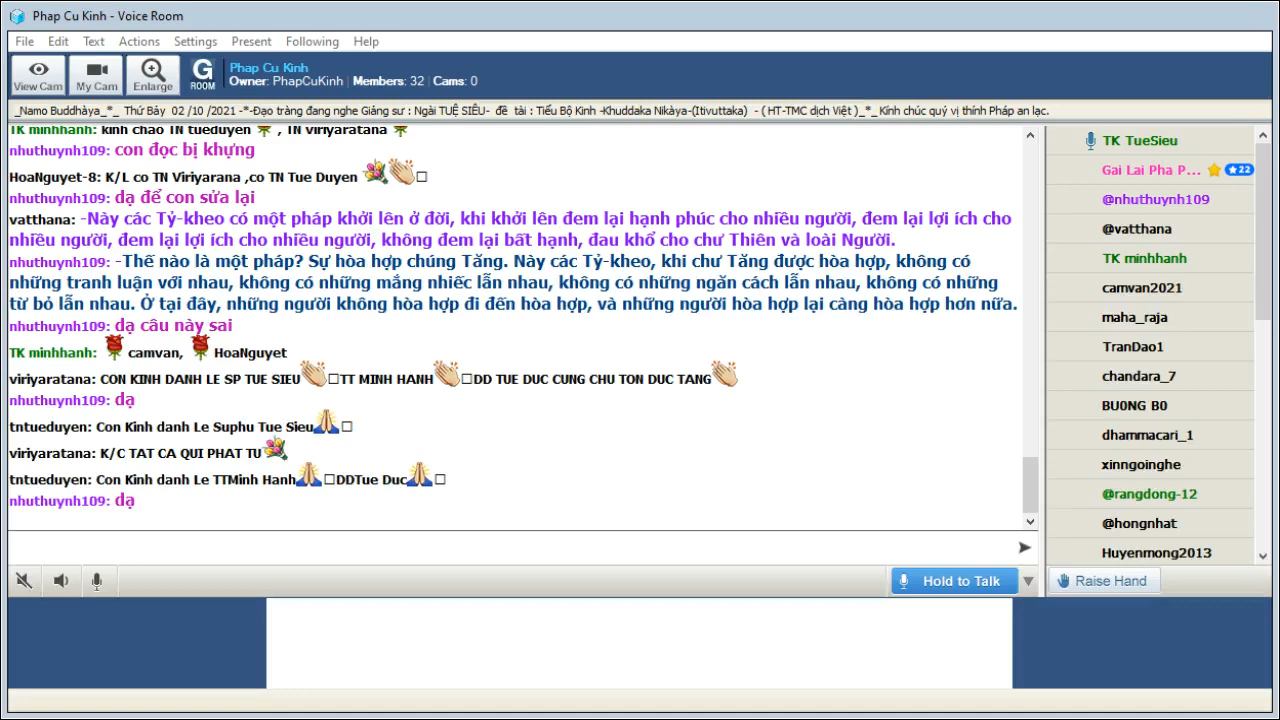 Phap Cu Kinh - Voice Room
File Edit Text Actions Settings Present Following Help
View Cam My Cam Enlarge G ROOM
Phap Cu Kinh
Owner: PhapCuKinh Members: 32 Cams: 0
_Namo Buddhàya_*_ Thứ Bảy 02 /10 /2021 -*-Đạo tràng đang nghe Giảng sư : Ngài TUỆ SIÊU- đề tài : Tiểu Bộ Kinh -Khuddaka Nikàya-(Itivuttaka) - ( HT-TMC dịch Việt )_*_ Kính chúc quý vị thính Pháp an lạc.
TK minhhanh: kinh chao TN tueduyen , TN viriyaratana
nhuthuynh109: con đọc bị khựng
HoaNguyet-8: K/L co TN Viriyarana ,co TN Tue Duyen
nhuthuynh109: dạ để con sửa lại
vatthana: -Này các Tỷ-kheo có một pháp khởi lên ở đời, khi khởi lên đem lại hạnh phúc cho nhiều người, đem lại lợi ích cho
nhiều người, đem lại lợi ích cho nhiều người, không đem lại bất hạnh, đau khổ cho chư Thiên và loài Người.
nhuthuynh109: -Thế nào là một pháp? Sự hòa hợp chúng Tăng. Này các Tỷ-kheo, khi chư Tăng được hòa hợp, không có
những tranh luận với nhau, không có những mắng nhiếc lẫn nhau, không có những ngăn cách lẫn nhau, không có những
từ bỏ lẫn nhau. Ở tại đây, những người không hòa hợp đi đến hòa hợp, và những người hòa hợp lại càng hòa hợp hơn nữa.
nhuthuynh109: dạ câu này sai
TK minhhanh: camvan, HoaNguyet
viriyaratana: CON KINH DANH LE SP TUE SIEU TT MINH HANH DD TUE DUC CUNG CHU TON DUC TANG
nhuthuynh109: dạ
tntueduyen: Con Kinh danh Le Suphu Tue Sieu
viriyaratana: K/C TAT CA QUI PHAT TU
tntueduyen: Con Kinh danh Le TTMinh Hanh DDTue Duc
nhuthuynh109: dạ
Hold to Talk
TK TueSieu
Gai Lai Pha P... 22
@nhuthuynh109
@vatthana
TK minhhanh
camvan2021
maha_raja
TranDao1
chandara_7
BU0NG B0
dhammacari_1
xinngoinghe
@rangdong-12
@hongnhat
Huyenmong2013
Raise Hand